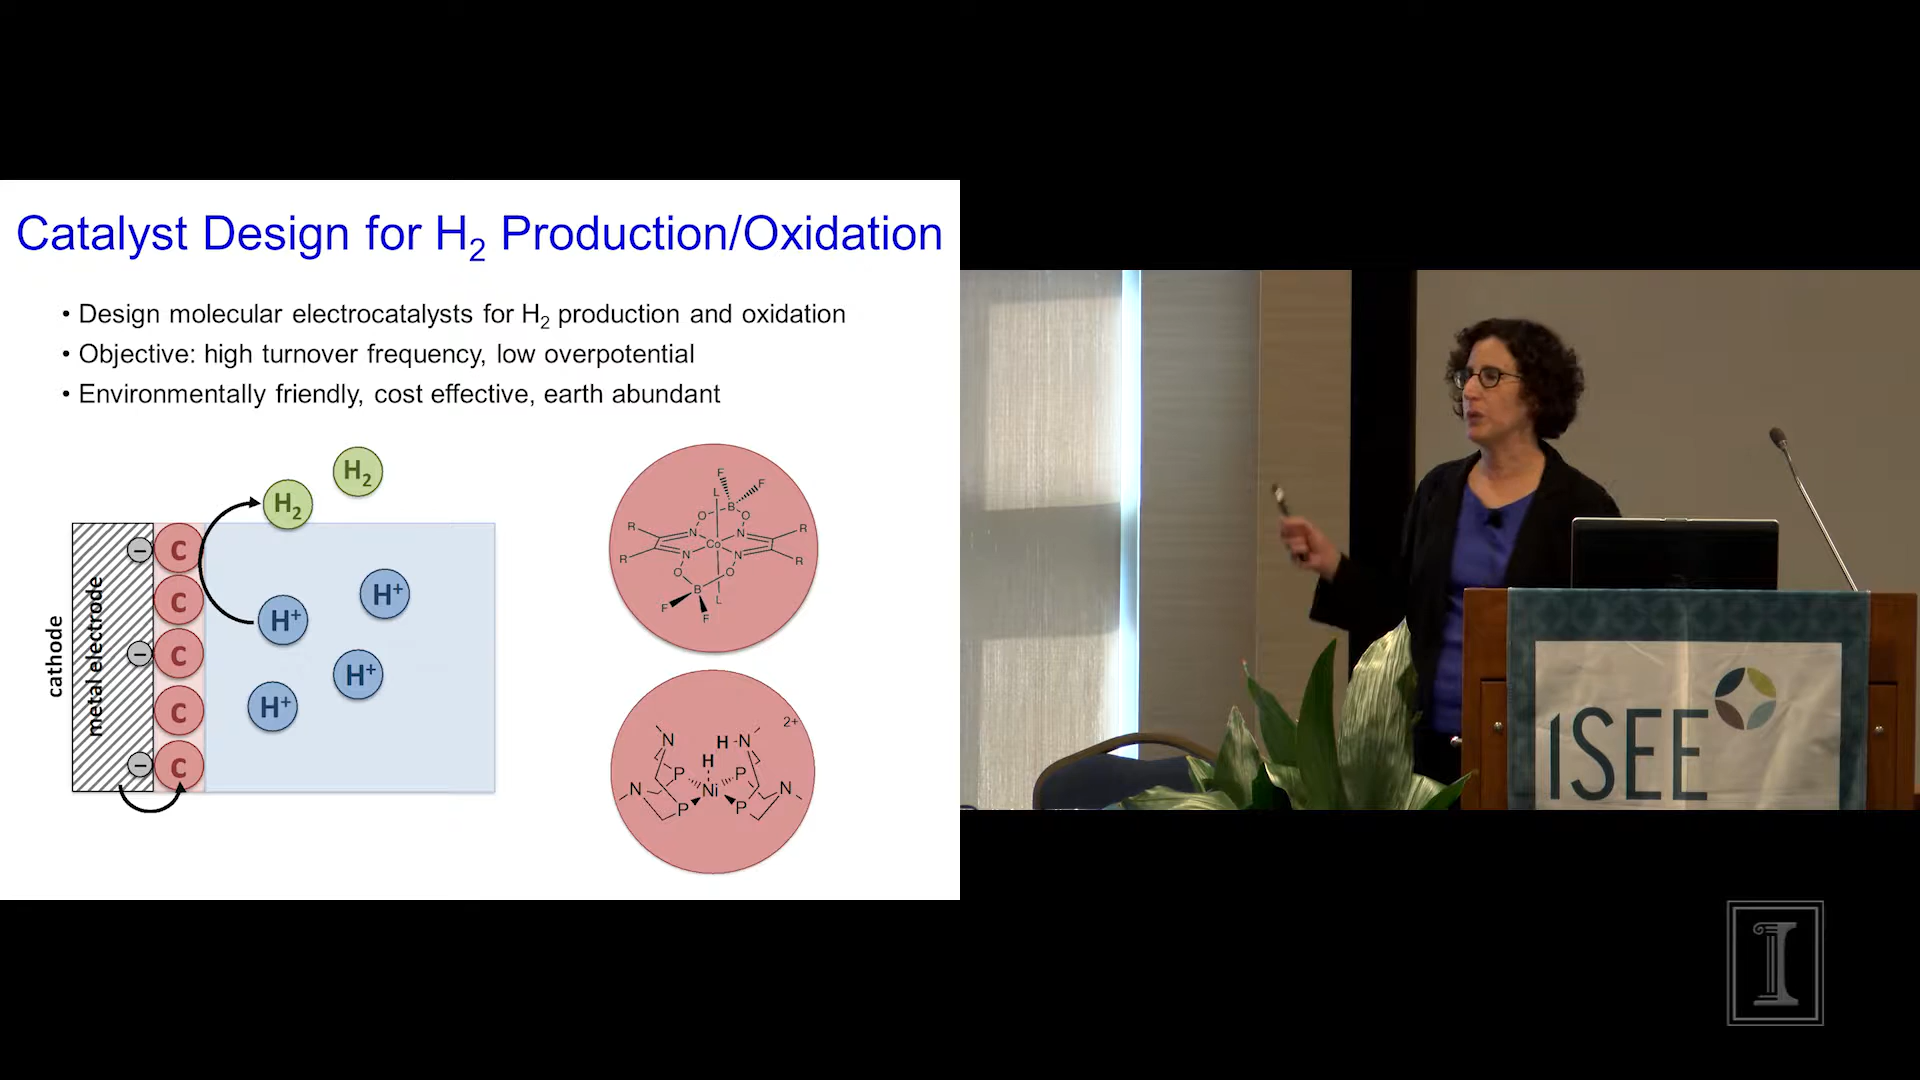 Catalyst Design for H₂ Production/Oxidation
• Design molecular electrocatalysts for H₂ production and oxidation
• Objective: high turnover frequency, low overpotential
• Environmentally friendly, cost effective, earth abundant
cathode
metal electrode
−
−
−
C
C
C
C
C
H₂
H₂
H⁺
H⁺
H⁺
H⁺
F
F
L
B
O
O
R
N
N
R
Co
R
N
N
R
O
O
B
L
F
F
2+
N
H
N
H
P
P
N
Ni
N
P
P
ISEE
I